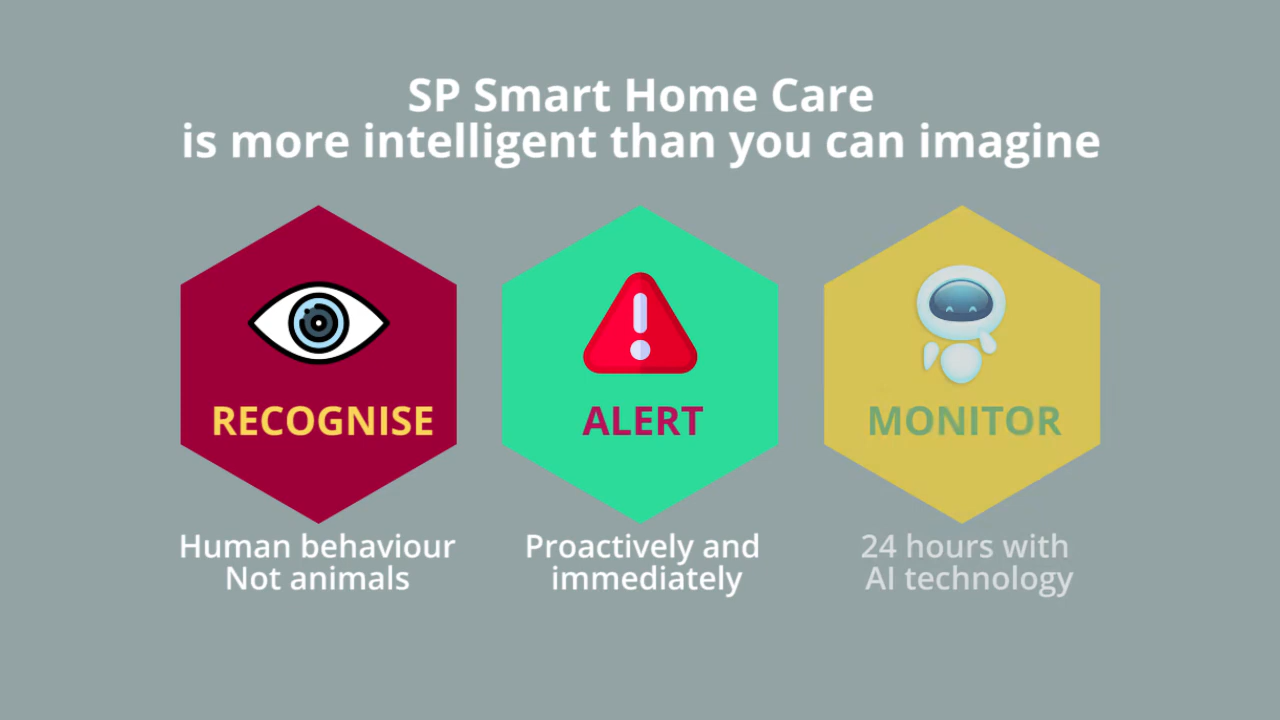 SP Smart Home Care
is more intelligent than you can imagine
RECOGNISE
Human behaviour
Not animals
ALERT
Proactively and
immediately
MONITOR
24 hours with
AI technology